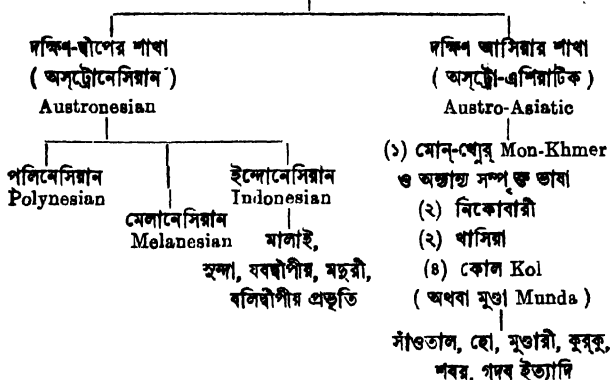 দক্ষিণ-দ্বীপের শাখা
( অস্‌ট্রোনেসিয়ান )
Austronesian
দক্ষিণ আসিয়ার শাখা
( অস্‌ট্রো-এশিয়াটিক )
Austro-Asiatic
পলিনেসিয়ান
Polynesian
মেলানেসিয়ান
Melanesian
ইন্দোনেসিয়ান
Indonesian
মালাই,
সুন্দা, যবদ্বীপীয়, মদুরী,
বলিদ্বীপীয় প্রভৃতি
(১) মোন্-খ্মের্ Mon-Khmer
ও অন্যান্য সম্পৃক্ত ভাষা
(২) নিকোবারী
(২) খাসিয়া
(৪) কোল Kol
( অথবা মুণ্ডা Munda )
সাঁওতাল, হো, মুণ্ডারী, কুর্‌কু,
শবর, গদব ইত্যাদি